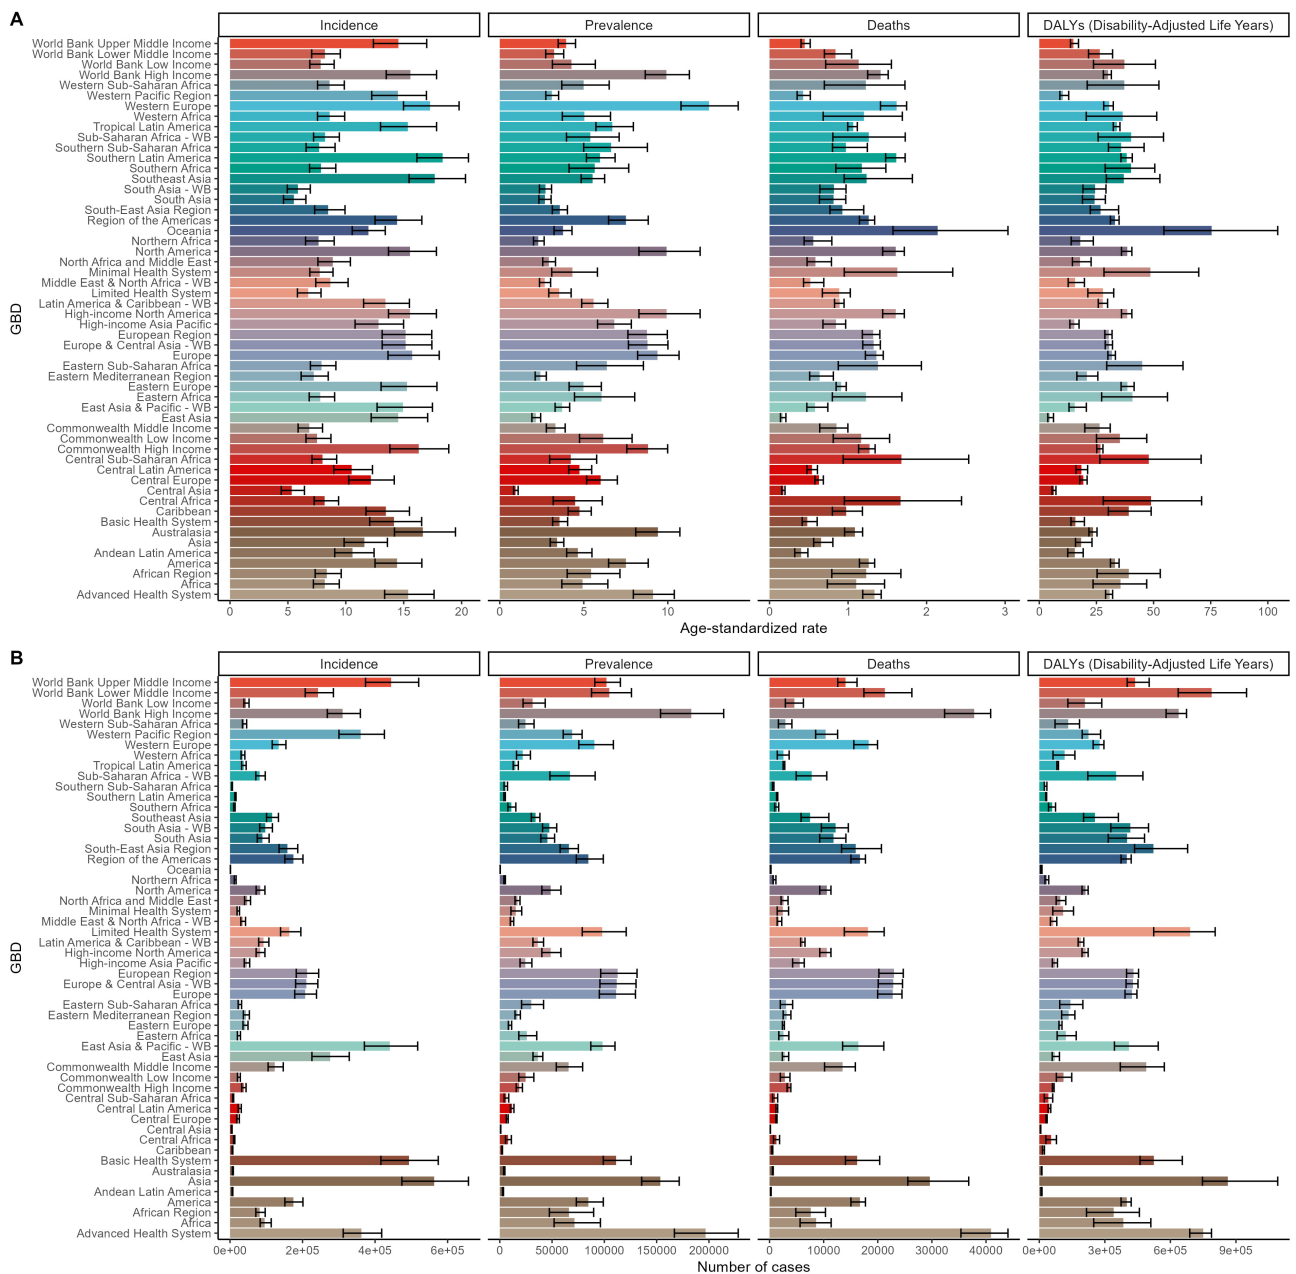 A
Incidence
Prevalence
Deaths
DALYs (Disability-Adjusted Life Years)
GBD
World Bank Upper Middle Income
World Bank Lower Middle Income
World Bank Low Income
World Bank High Income
Western Sub-Saharan Africa
Western Pacific Region
Western Europe
Western Africa
Tropical Latin America
Sub-Saharan Africa - WB
Southern Sub-Saharan Africa
Southern Latin America
Southern Africa
Southeast Asia
South Asia - WB
South Asia
South-East Asia Region
Region of the Americas
Oceania
Northern Africa
North America
North Africa and Middle East
Minimal Health System
Middle East & North Africa - WB
Limited Health System
Latin America & Caribbean - WB
High-income North America
High-income Asia Pacific
European Region
Europe & Central Asia - WB
Europe
Eastern Sub-Saharan Africa
Eastern Mediterranean Region
Eastern Europe
Eastern Africa
East Asia & Pacific - WB
East Asia
Commonwealth Middle Income
Commonwealth Low Income
Commonwealth High Income
Central Sub-Saharan Africa
Central Latin America
Central Europe
Central Asia
Central Africa
Caribbean
Basic Health System
Australasia
Asia
Andean Latin America
America
African Region
Africa
Advanced Health System
0 5 10 15 20
0 5 10
0 1 2 3
0 25 50 75 100
Age-standardized rate
B
Incidence
Prevalence
Deaths
DALYs (Disability-Adjusted Life Years)
GBD
World Bank Upper Middle Income
World Bank Lower Middle Income
World Bank Low Income
World Bank High Income
Western Sub-Saharan Africa
Western Pacific Region
Western Europe
Western Africa
Tropical Latin America
Sub-Saharan Africa - WB
Southern Sub-Saharan Africa
Southern Latin America
Southern Africa
Southeast Asia
South Asia - WB
South Asia
South-East Asia Region
Region of the Americas
Oceania
Northern Africa
North America
North Africa and Middle East
Minimal Health System
Middle East & North Africa - WB
Limited Health System
Latin America & Caribbean - WB
High-income North America
High-income Asia Pacific
European Region
Europe & Central Asia - WB
Europe
Eastern Sub-Saharan Africa
Eastern Mediterranean Region
Eastern Europe
Eastern Africa
East Asia & Pacific - WB
East Asia
Commonwealth Middle Income
Commonwealth Low Income
Commonwealth High Income
Central Sub-Saharan Africa
Central Latin America
Central Europe
Central Asia
Central Africa
Caribbean
Basic Health System
Australasia
Asia
Andean Latin America
America
African Region
Africa
Advanced Health System
0e+00 2e+05 4e+05 6e+05
0 50000 100000 150000 200000
0 10000 20000 30000 40000
0e+00 3e+05 6e+05 9e+05
Number of cases